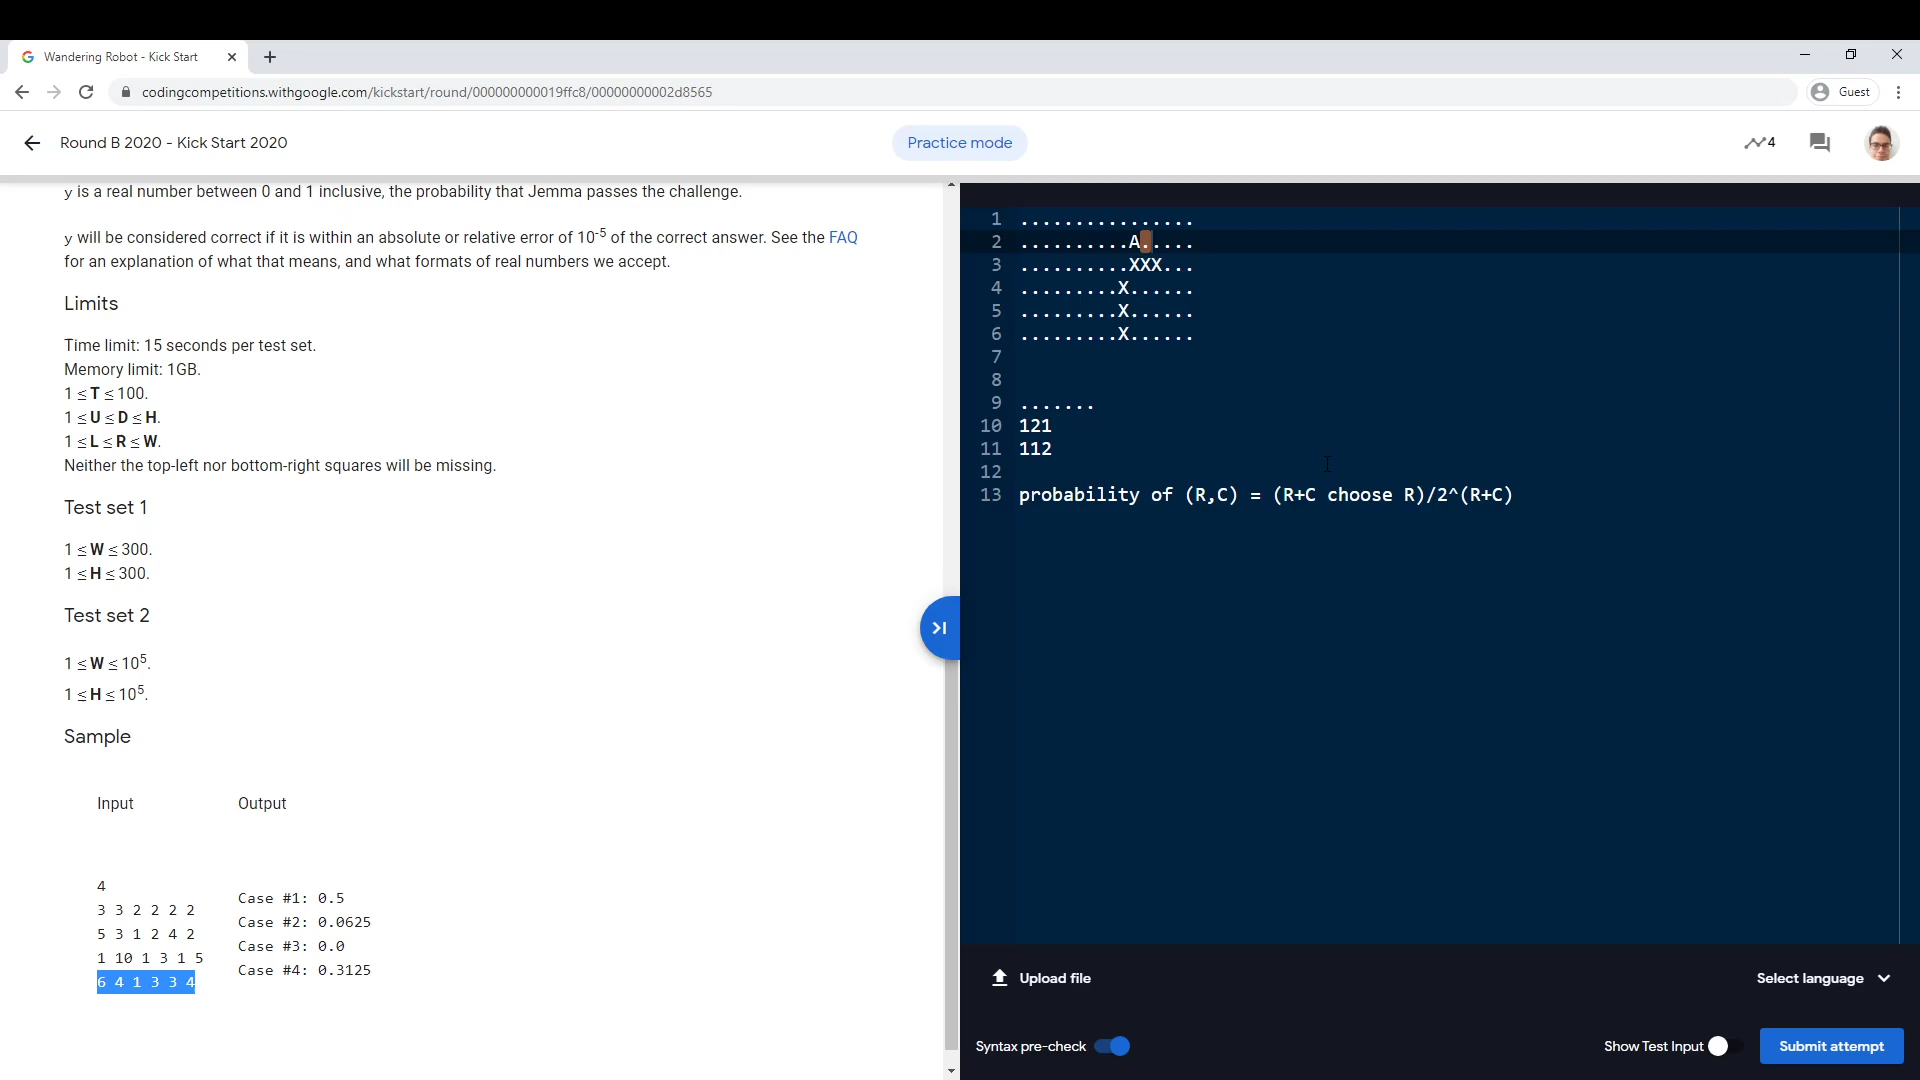 Wandering Robot - Kick Start
codingcompetitions.withgoogle.com/kickstart/round/000000000019ffc8/00000000002d8565
Guest
Round B 2020 - Kick Start 2020
Practice mode
4
y is a real number between 0 and 1 inclusive, the probability that Jemma passes the challenge.
y will be considered correct if it is within an absolute or relative error of 10-5 of the correct answer. See the FAQ
for an explanation of what that means, and what formats of real numbers we accept.
Limits
Time limit: 15 seconds per test set.
Memory limit: 1GB.
1 ≤ T ≤ 100.
1 ≤ U ≤ D ≤ H.
1 ≤ L ≤ R ≤ W.
Neither the top-left nor bottom-right squares will be missing.
Test set 1
1 ≤ W ≤ 300.
1 ≤ H ≤ 300.
Test set 2
1 ≤ W ≤ 10^5.
1 ≤ H ≤ 10^5.
Sample
Input Output
4
3 3 2 2 2 2
5 3 1 2 4 2
1 10 1 3 1 5
6 4 1 3 3 4
Case #1: 0.5
Case #2: 0.0625
Case #3: 0.0
Case #4: 0.3125
1 ................
2 ..........A.....
3 ..........XXX...
4 .........X......
5 .........X......
6 .........X......
7
8
9 .......
10 121
11 112
12
13 probability of (R,C) = (R+C choose R)/2^(R+C)
Upload file
Select language
Syntax pre-check
Show Test Input
Submit attempt